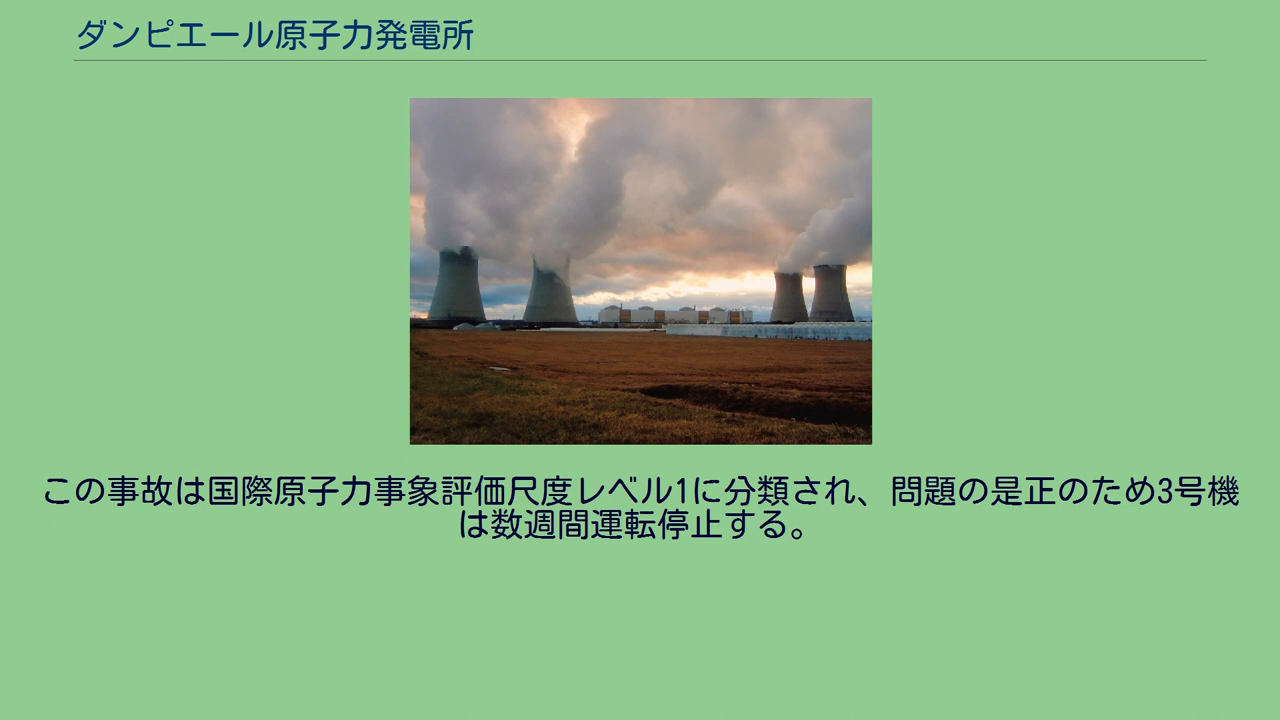 ダンピエール原子力発電所
この事故は国際原子力事象評価尺度レベル1に分類され、問題の是正のため3号機
は数週間運転停止する。